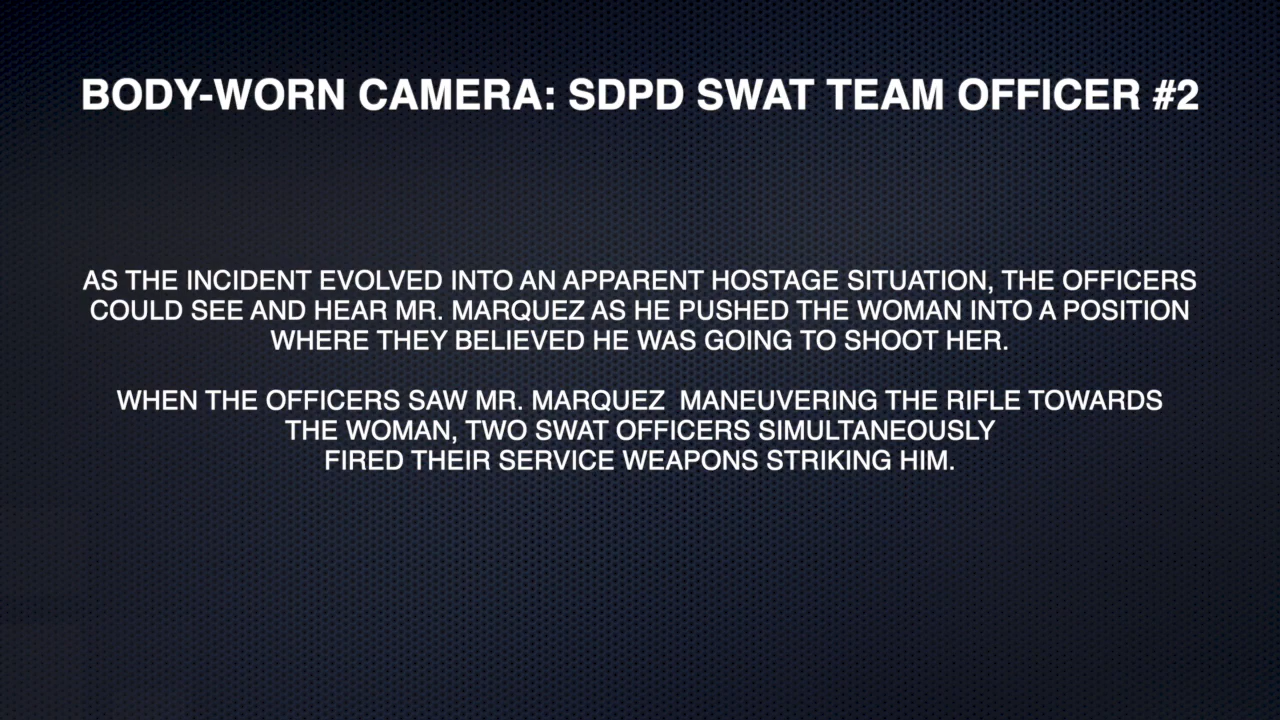 BODY-WORN CAMERA: SDPD SWAT TEAM OFFICER #2
AS THE INCIDENT EVOLVED INTO AN APPARENT HOSTAGE SITUATION, THE OFFICERS
COULD SEE AND HEAR MR. MARQUEZ AS HE PUSHED THE WOMAN INTO A POSITION
WHERE THEY BELIEVED HE WAS GOING TO SHOOT HER.
WHEN THE OFFICERS SAW MR. MARQUEZ  MANEUVERING THE RIFLE TOWARDS
THE WOMAN, TWO SWAT OFFICERS SIMULTANEOUSLY
FIRED THEIR SERVICE WEAPONS STRIKING HIM.